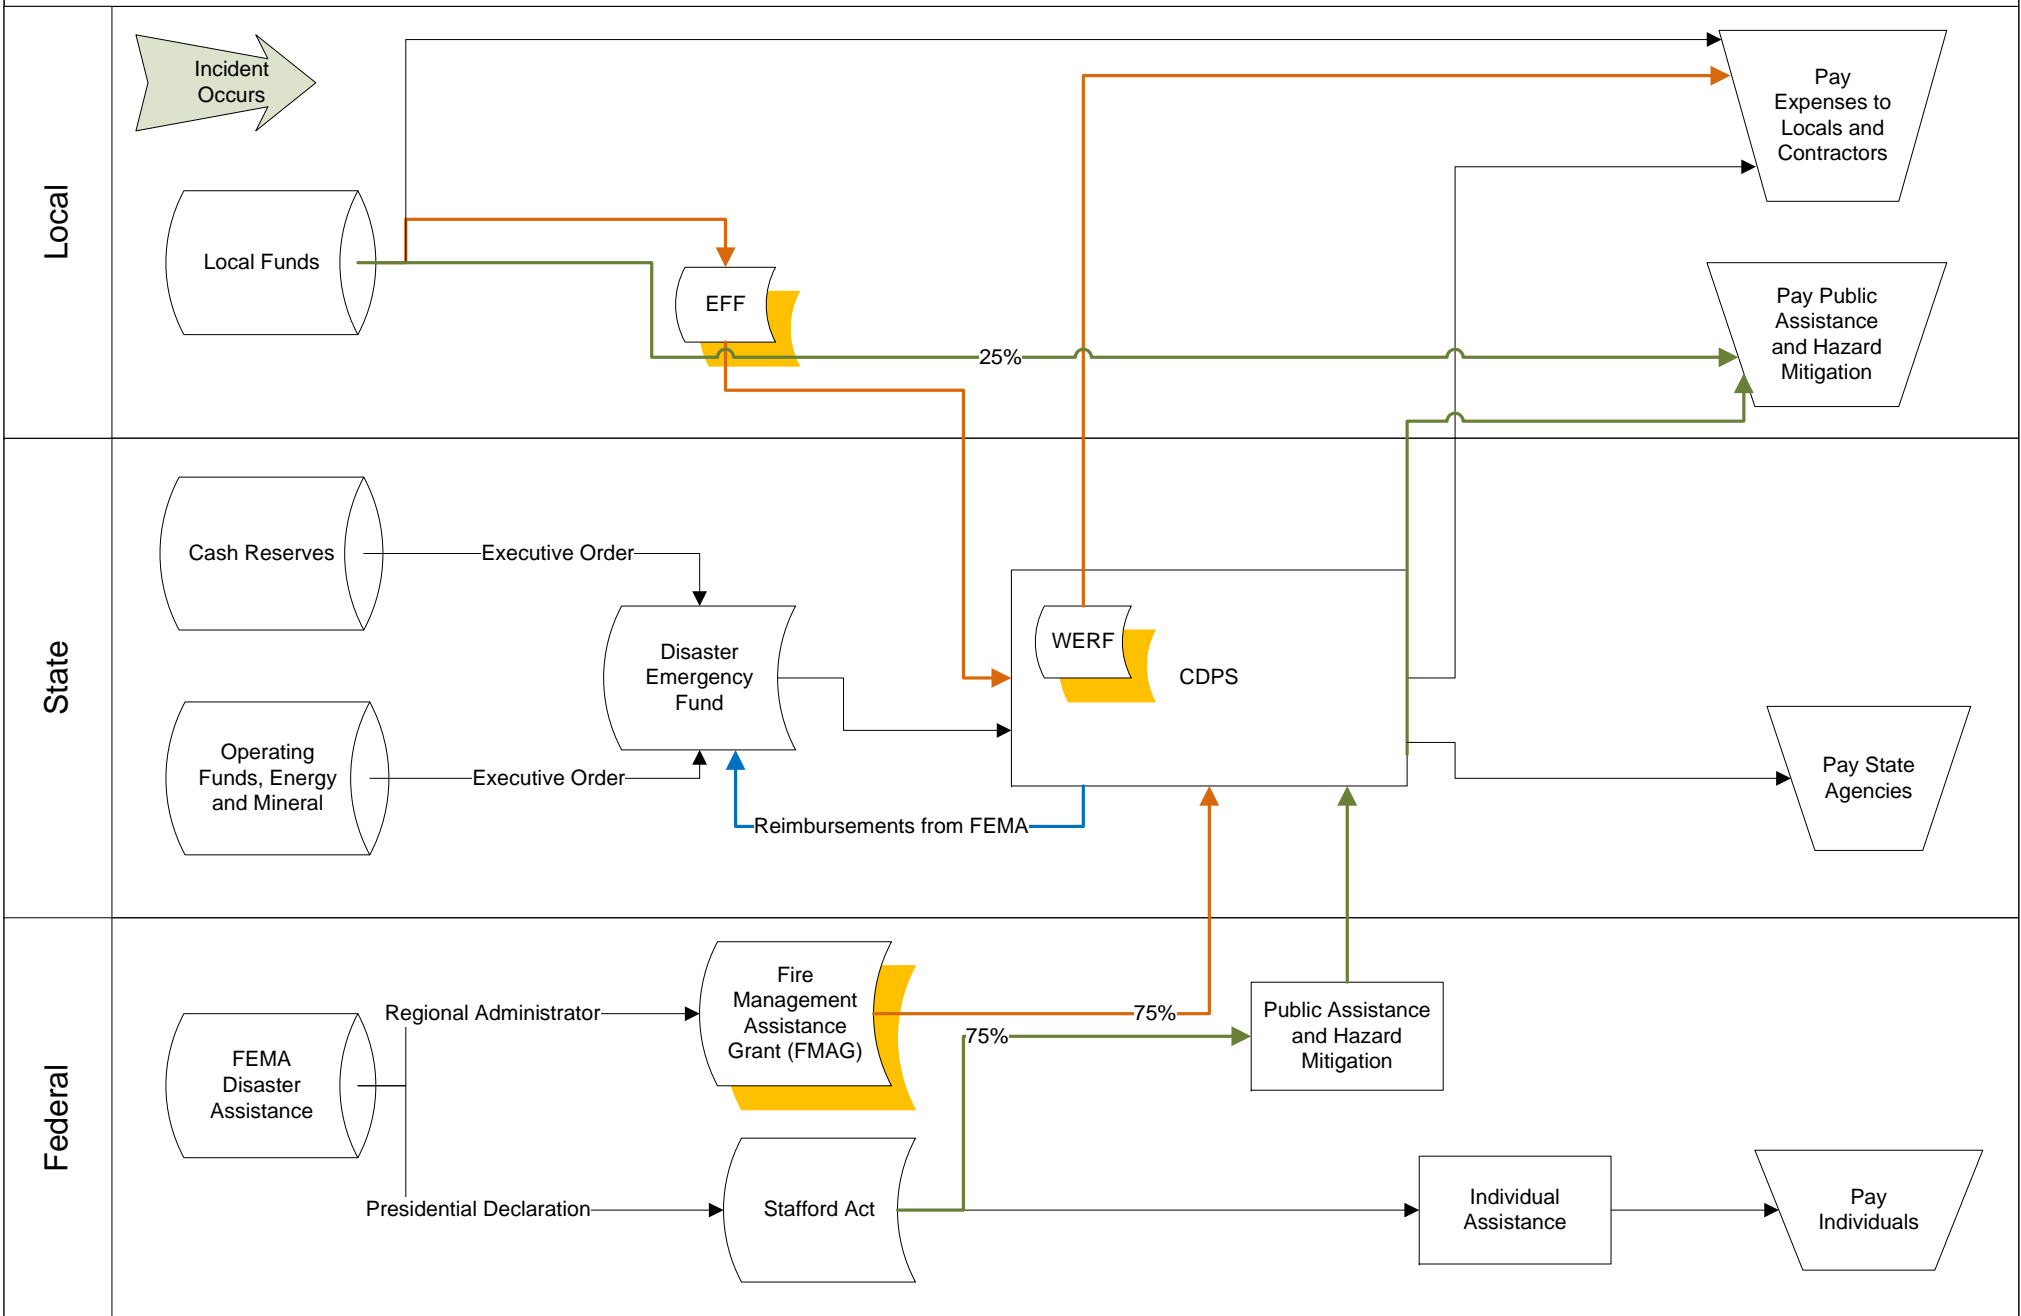 Local
Incident
Occurs
Pay
Expenses to
Locals and
Contractors
Local Funds
EFF
25%
Pay Public
Assistance
and Hazard
Mitigation
State
Cash Reserves
Executive Order
Disaster
Emergency
Fund
WERF
CDPS
Operating
Funds, Energy
and Mineral
Executive Order
Reimbursements from FEMA
Pay State
Agencies
Federal
FEMA
Disaster
Assistance
Regional Administrator
Fire
Management
Assistance
Grant (FMAG)
75%
75%
Public Assistance
and Hazard
Mitigation
Presidential Declaration
Stafford Act
Individual
Assistance
Pay
Individuals